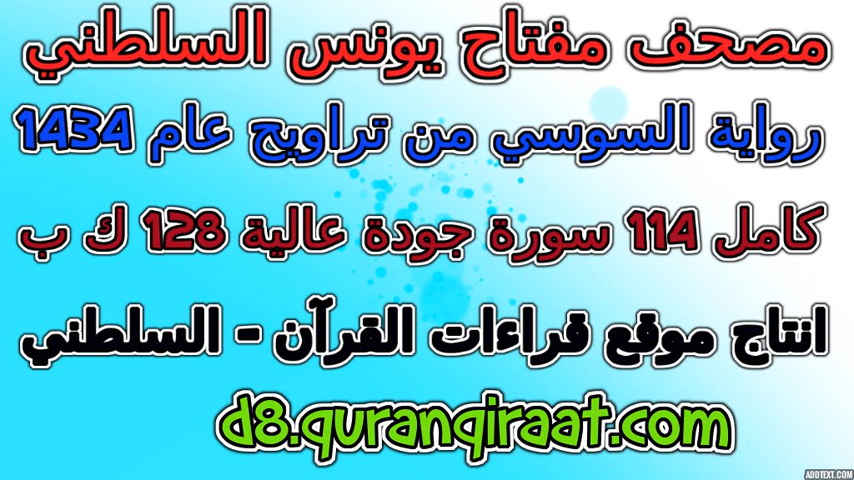 مصحف مفتاح يونس السلطني
رواية السوسي من تراويح عام 1434
كامل 114 سورة جودة عالية 128 ك ب
انتاج موقع قراءات القرآن - السلطني
d8.quranqiraat.com
ADDTEXT.COM